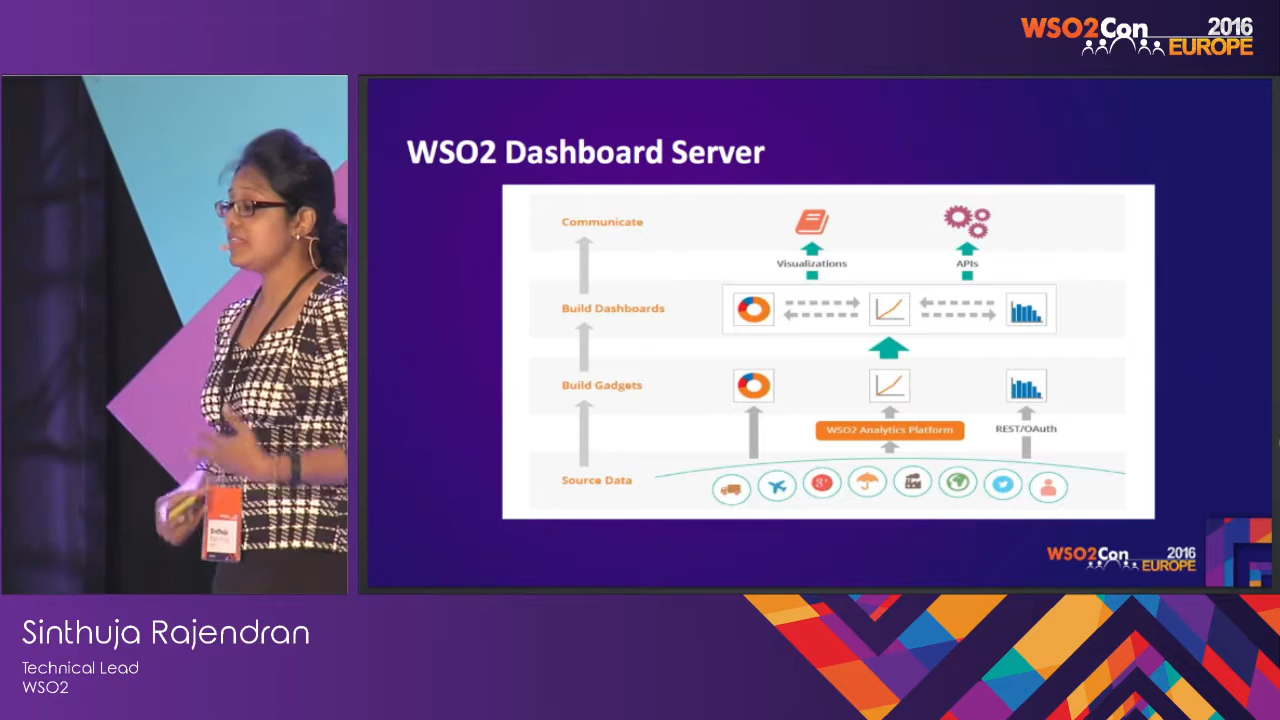 WSO2Con 2016
EUROPE
WSO2 Dashboard Server
Communicate
Visualizations
APIs
Build Dashboards
Build Gadgets
WSO2 Analytics Platform
REST/OAuth
Source Data
WSO2Con 2016
EUROPE
Sinthuja
Sinthuja Rajendran
Technical Lead
WSO2